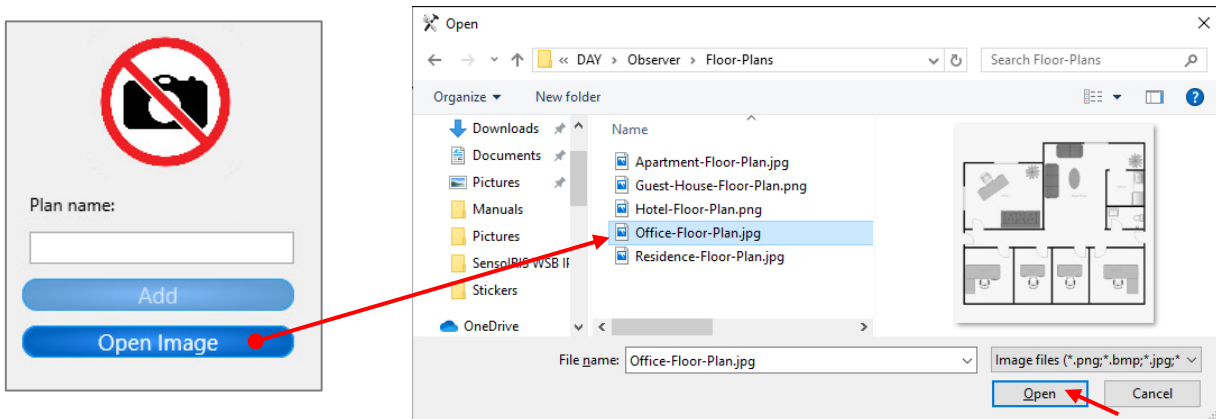 Plan name:
Add
Open Image
Open
« DAY > Observer > Floor-Plans
Search Floor-Plans
Organize
New folder
Downloads
Documents
Pictures
Manuals
Pictures
SensoIRIS WSB IF
Stickers
OneDrive
Name
Apartment-Floor-Plan.jpg
Guest-House-Floor-Plan.png
Hotel-Floor-Plan.png
Office-Floor-Plan.jpg
Residence-Floor-Plan.jpg
File name: Office-Floor-Plan.jpg
Image files (*.png;*.bmp;*.jpg;*
Open
Cancel